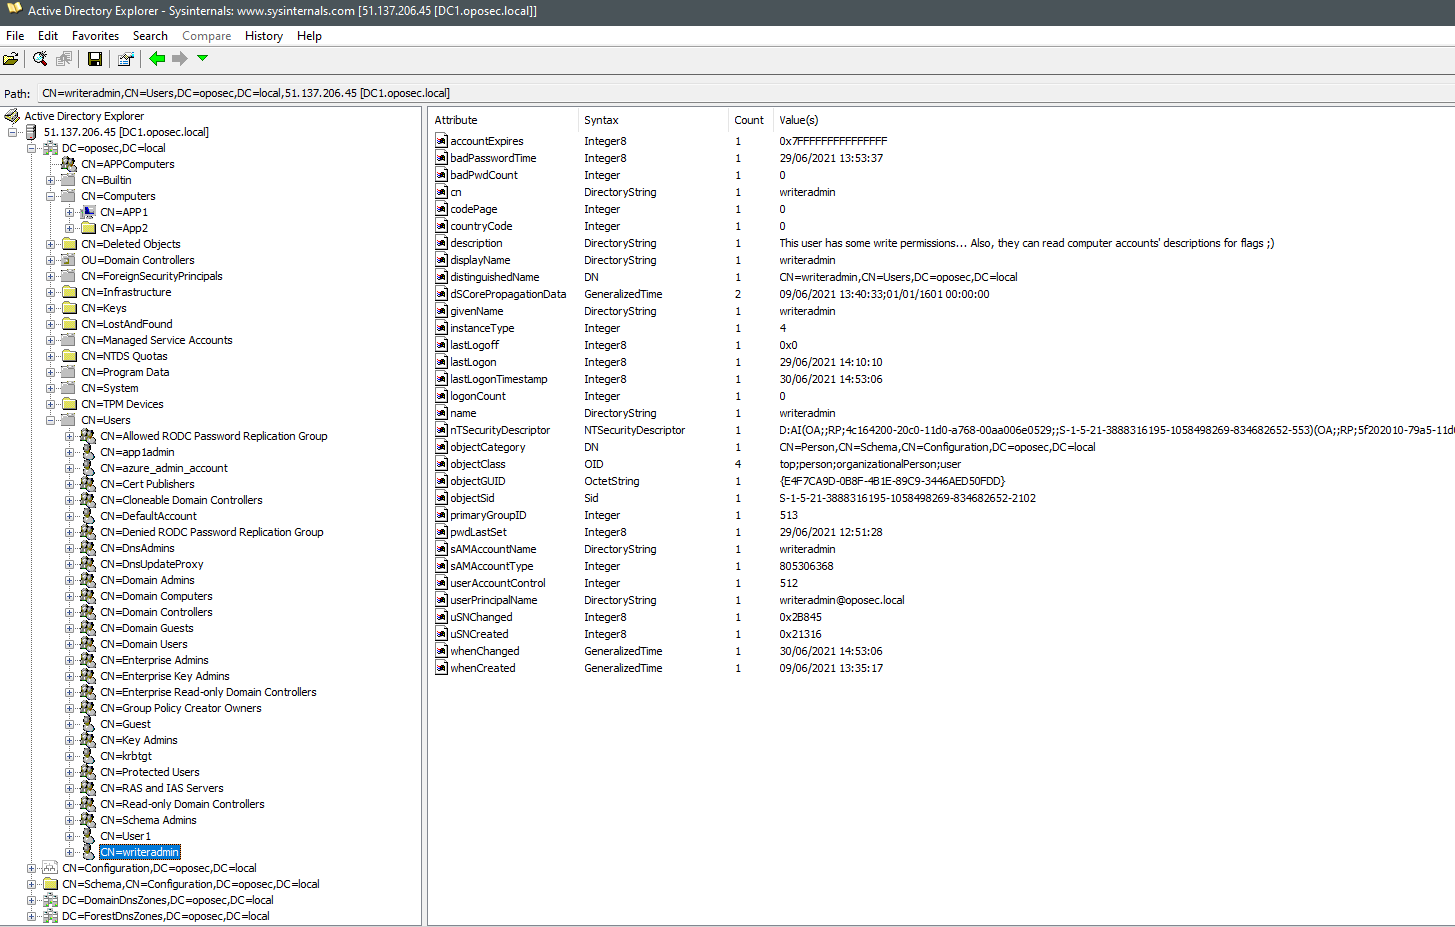 Active Directory Explorer - Sysinternals: www.sysinternals.com [51.137.206.45 [DC1.oposec.local]]
File Edit Favorites Search Compare History Help
Path: CN=writeradmin,CN=Users,DC=oposec,DC=local,51.137.206.45 [DC1.oposec.local]
Active Directory Explorer
51.137.206.45 [DC1.oposec.local]
DC=oposec,DC=local
CN=APPComputers
CN=Builtin
CN=Computers
CN=APP1
CN=App2
CN=Deleted Objects
OU=Domain Controllers
CN=ForeignSecurityPrincipals
CN=Infrastructure
CN=Keys
CN=LostAndFound
CN=Managed Service Accounts
CN=NTDS Quotas
CN=Program Data
CN=System
CN=TPM Devices
CN=Users
CN=Allowed RODC Password Replication Group
CN=app1admin
CN=azure_admin_account
CN=Cert Publishers
CN=Cloneable Domain Controllers
CN=DefaultAccount
CN=Denied RODC Password Replication Group
CN=DnsAdmins
CN=DnsUpdateProxy
CN=Domain Admins
CN=Domain Computers
CN=Domain Controllers
CN=Domain Guests
CN=Domain Users
CN=Enterprise Admins
CN=Enterprise Key Admins
CN=Enterprise Read-only Domain Controllers
CN=Group Policy Creator Owners
CN=Guest
CN=Key Admins
CN=krbtgt
CN=Protected Users
CN=RAS and IAS Servers
CN=Read-only Domain Controllers
CN=Schema Admins
CN=User1
CN=writeradmin
CN=Configuration,DC=oposec,DC=local
CN=Schema,CN=Configuration,DC=oposec,DC=local
DC=DomainDnsZones,DC=oposec,DC=local
DC=ForestDnsZones,DC=oposec,DC=local
Attribute Syntax Count Value(s)
accountExpires Integer8 1 0x7FFFFFFFFFFFFFFF
badPasswordTime Integer8 1 29/06/2021 13:53:37
badPwdCount Integer 1 0
cn DirectoryString 1 writeradmin
codePage Integer 1 0
countryCode Integer 1 0
description DirectoryString 1 This user has some write permissions... Also, they can read computer accounts' descriptions for flags ;)
displayName DirectoryString 1 writeradmin
distinguishedName DN 1 CN=writeradmin,CN=Users,DC=oposec,DC=local
dSCorePropagationData GeneralizedTime 2 09/06/2021 13:40:33;01/01/1601 00:00:00
givenName DirectoryString 1 writeradmin
instanceType Integer 1 4
lastLogoff Integer8 1 0x0
lastLogon Integer8 1 29/06/2021 14:10:10
lastLogonTimestamp Integer8 1 30/06/2021 14:53:06
logonCount Integer 1 0
name DirectoryString 1 writeradmin
nTSecurityDescriptor NTSecurityDescriptor 1 D:AI(OA;;RP;4c164200-20c0-11d0-a768-00aa006e0529;;S-1-5-21-3888316195-1058498269-834682652-553)(OA;;RP;5f202010-79a5-11d
objectCategory DN 1 CN=Person,CN=Schema,CN=Configuration,DC=oposec,DC=local
objectClass OID 4 top;person;organizationalPerson;user
objectGUID OctetString 1 {E4F7CA9D-0B8F-4B1E-89C9-3446AED50FDD}
objectSid Sid 1 S-1-5-21-3888316195-1058498269-834682652-2102
primaryGroupID Integer 1 513
pwdLastSet Integer8 1 29/06/2021 12:51:28
sAMAccountName DirectoryString 1 writeradmin
sAMAccountType Integer 1 805306368
userAccountControl Integer 1 512
userPrincipalName DirectoryString 1 writeradmin@oposec.local
uSNChanged Integer8 1 0x2B845
uSNCreated Integer8 1 0x21316
whenChanged GeneralizedTime 1 30/06/2021 14:53:06
whenCreated GeneralizedTime 1 09/06/2021 13:35:17